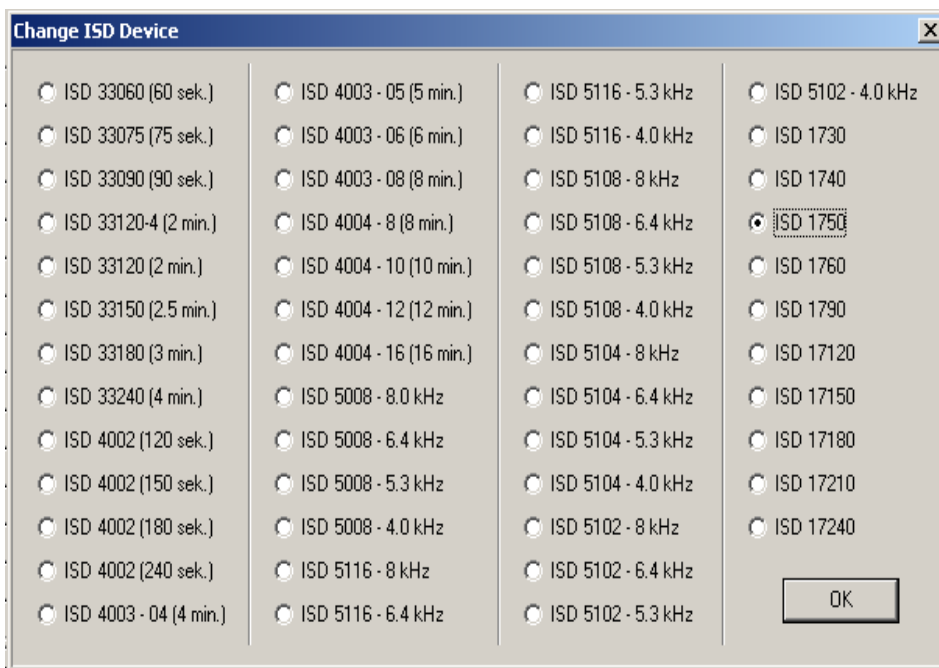 Change ISD Device
ISD 33060 (60 sek.)
ISD 33075 (75 sek.)
ISD 33090 (90 sek.)
ISD 33120-4 (2 min.)
ISD 33120 (2 min.)
ISD 33150 (2.5 min.)
ISD 33180 (3 min.)
ISD 33240 (4 min.)
ISD 4002 (120 sek.)
ISD 4002 (150 sek.)
ISD 4002 (180 sek.)
ISD 4002 (240 sek.)
ISD 4003 - 04 (4 min.)
ISD 4003 - 05 (5 min.)
ISD 4003 - 06 (6 min.)
ISD 4003 - 08 (8 min.)
ISD 4004 - 8 (8 min.)
ISD 4004 - 10 (10 min.)
ISD 4004 - 12 (12 min.)
ISD 4004 - 16 (16 min.)
ISD 5008 - 8.0 kHz
ISD 5008 - 6.4 kHz
ISD 5008 - 5.3 kHz
ISD 5008 - 4.0 kHz
ISD 5116 - 8 kHz
ISD 5116 - 6.4 kHz
ISD 5116 - 5.3 kHz
ISD 5116 - 4.0 kHz
ISD 5108 - 8 kHz
ISD 5108 - 6.4 kHz
ISD 5108 - 5.3 kHz
ISD 5108 - 4.0 kHz
ISD 5104 - 8 kHz
ISD 5104 - 6.4 kHz
ISD 5104 - 5.3 kHz
ISD 5104 - 4.0 kHz
ISD 5102 - 8 kHz
ISD 5102 - 6.4 kHz
ISD 5102 - 5.3 kHz
ISD 5102 - 4.0 kHz
ISD 1730
ISD 1740
ISD 1750
ISD 1760
ISD 1790
ISD 17120
ISD 17150
ISD 17180
ISD 17210
ISD 17240
OK